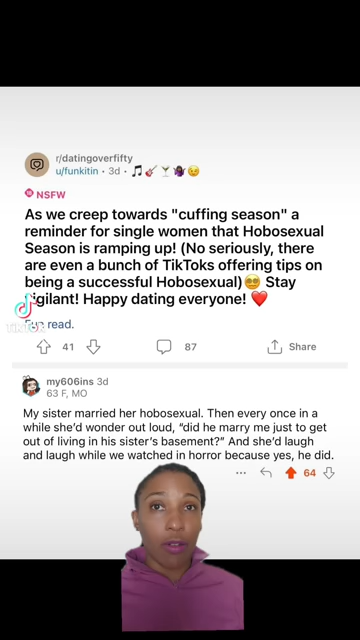 r/datingoverfifty
u/funkitin • 3d •
NSFW
As we creep towards "cuffing season" a
reminder for single women that Hobosexual
Season is ramping up! (No seriously, there
are even a bunch of TikToks offering tips on
being a successful Hobosexual) Stay
Vigilant! Happy dating everyone! ❤️
Fun read.
TikTok
41
87
Share
my606ins 3d
63 F, MO
My sister married her hobosexual. Then every once in a
while she'd wonder out loud, "did he marry me just to get
out of living in his sister's basement?" And she'd laugh
and laugh while we watched in horror because yes, he did.
64